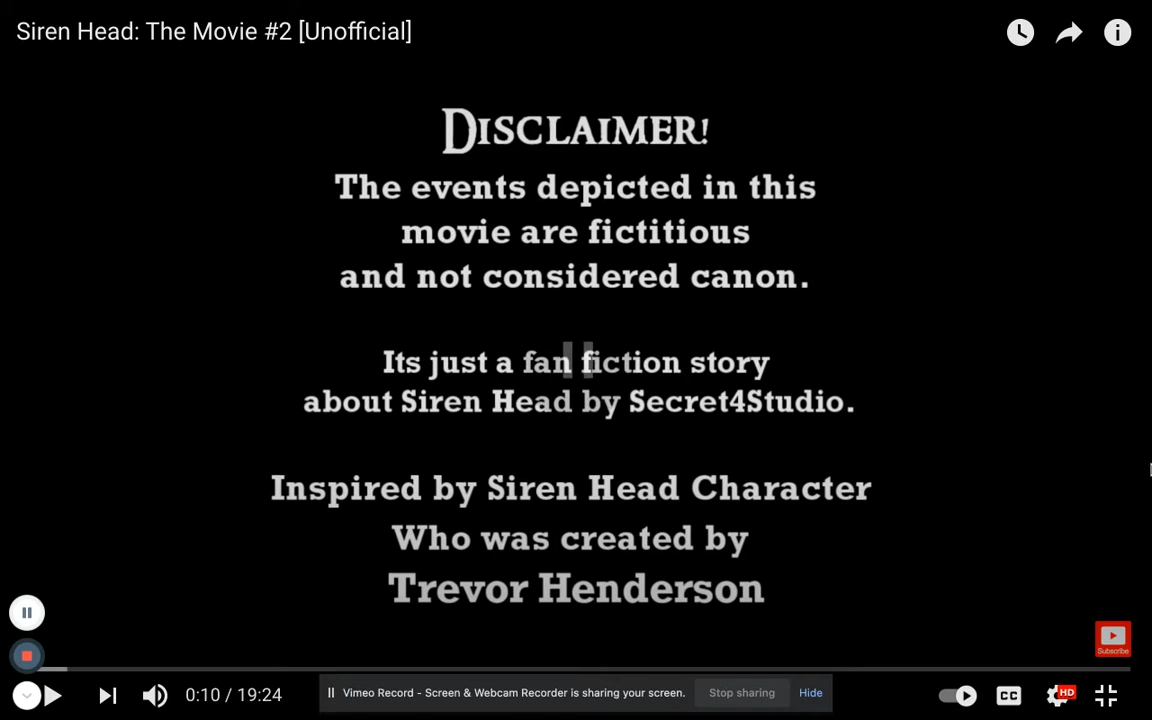 Siren Head: The Movie #2 [Unofficial]
DISCLAIMER!
The events depicted in this
movie are fictitious
and not considered canon.
Its just a fan fiction story
about Siren Head by Secret4Studio.
Inspired by Siren Head Character
Who was created by
Trevor Henderson
Subscribe
0:10 / 19:24
Vimeo Record - Screen & Webcam Recorder is sharing your screen.
Stop sharing
Hide
CC
HD